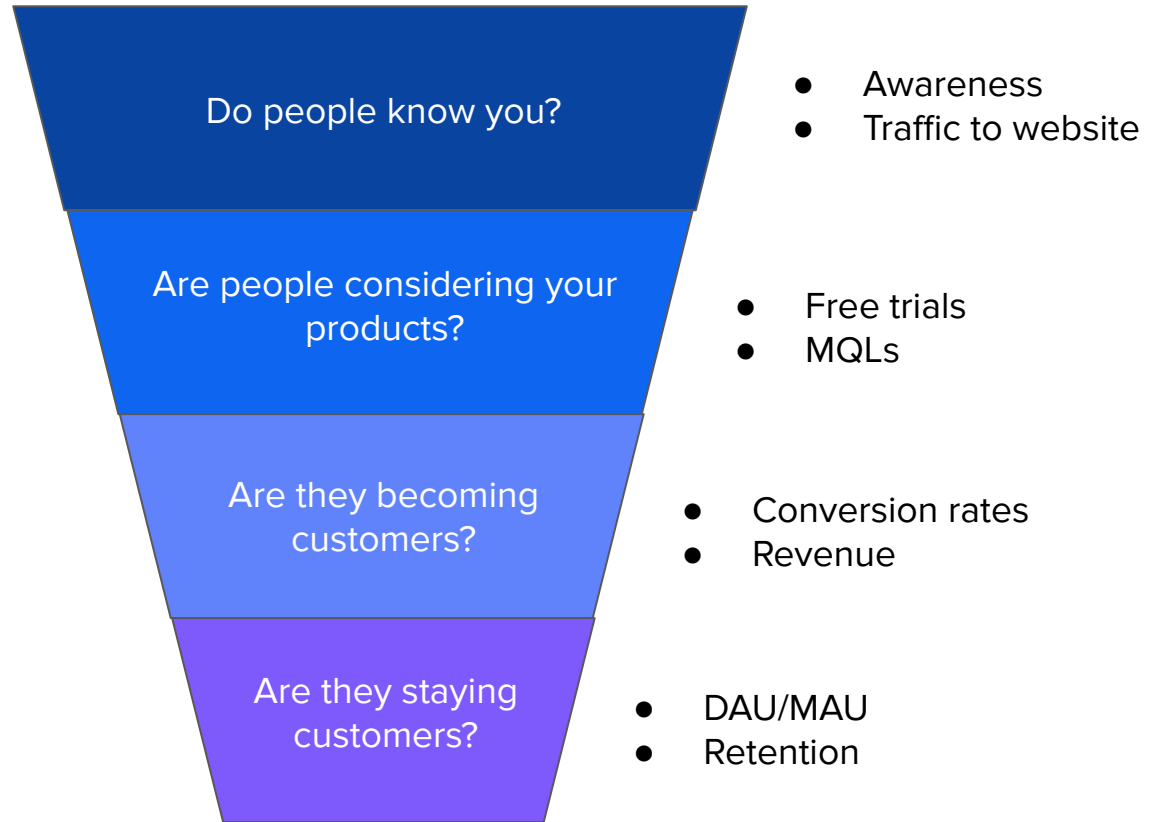 Do people know you?
● Awareness
● Traffic to website
Are people considering your
products?
● Free trials
● MQLs
Are they becoming
customers?
● Conversion rates
● Revenue
Are they staying
customers?
● DAU/MAU
● Retention